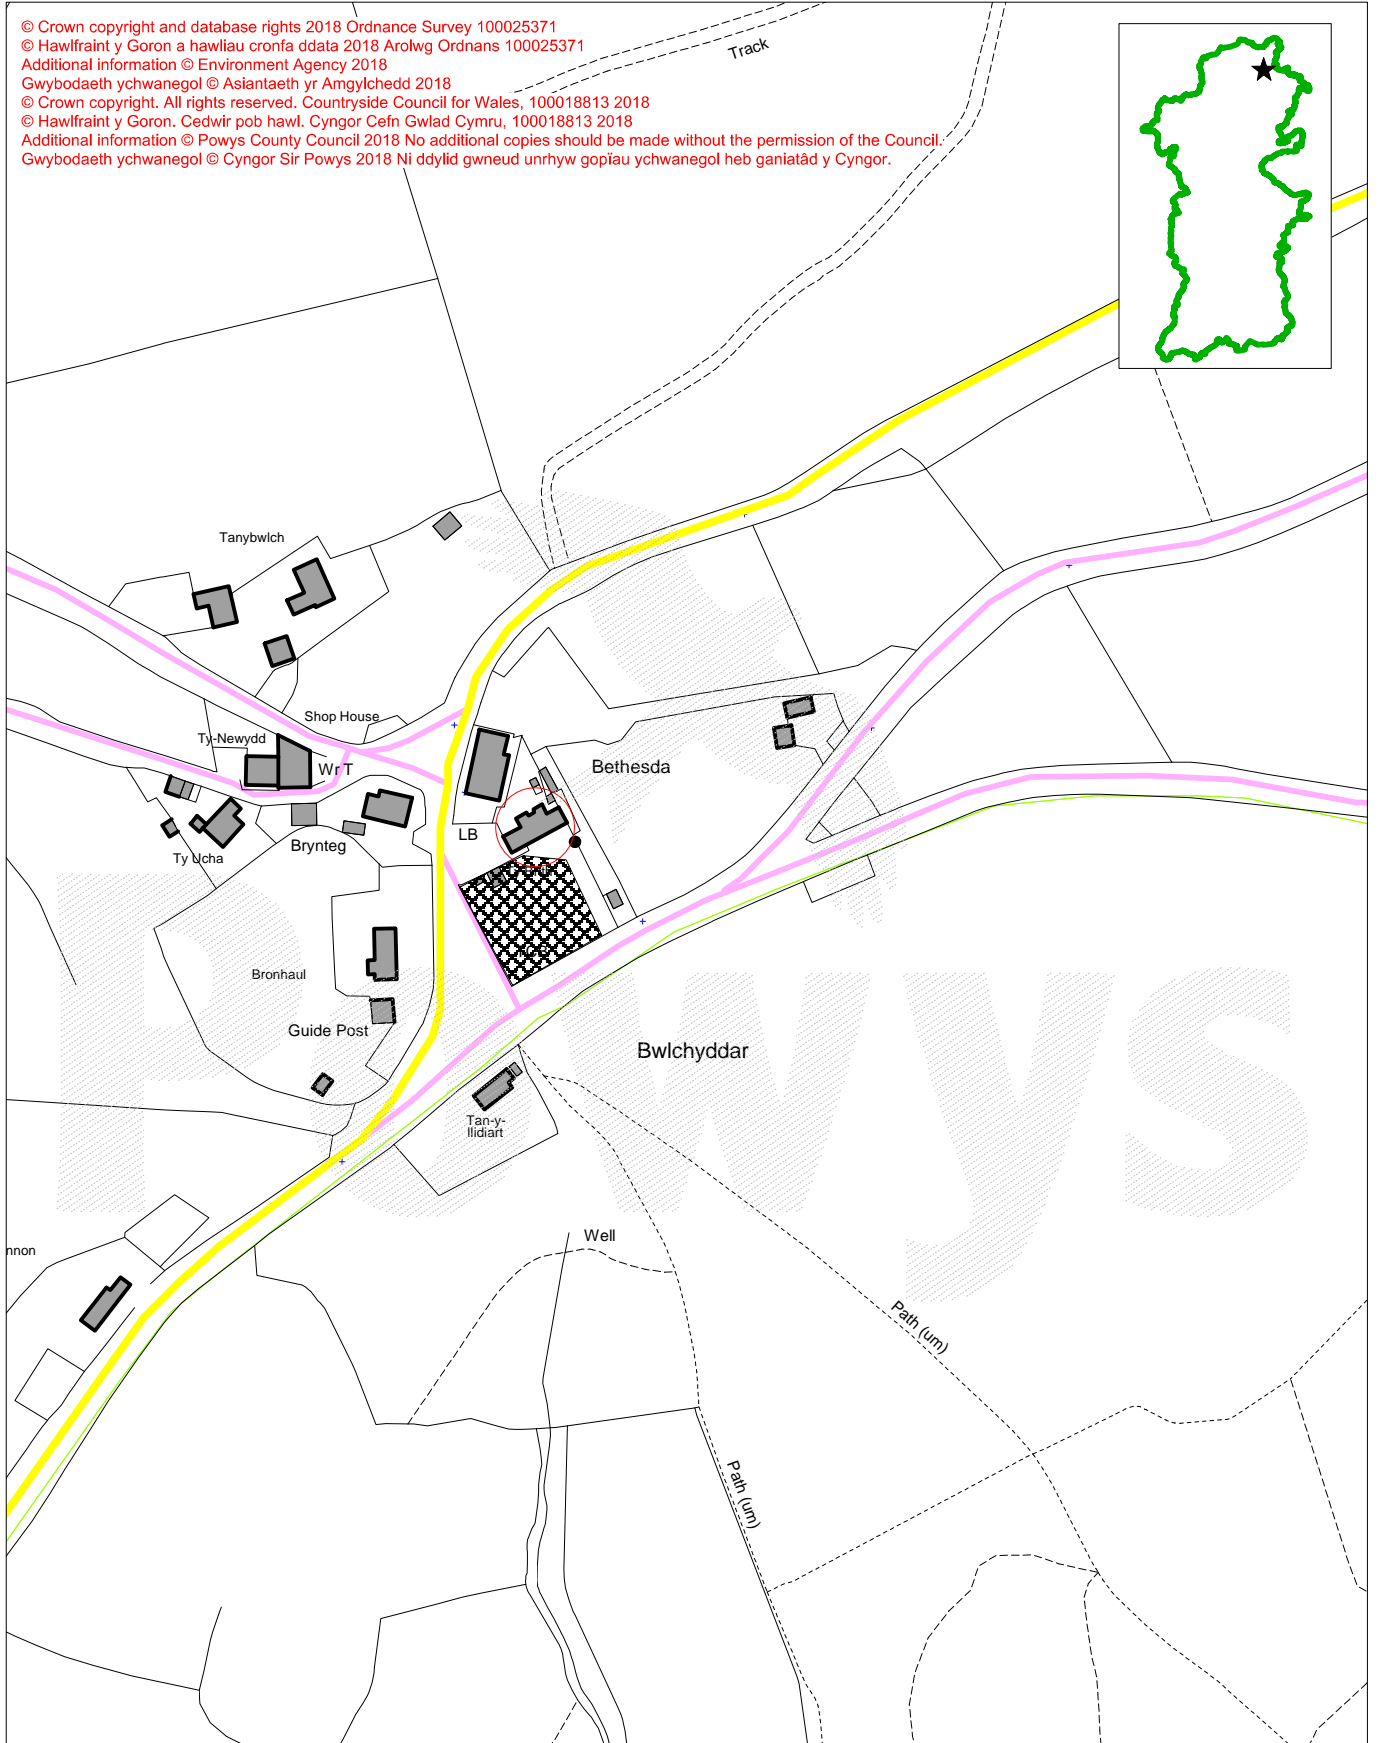 © Crown copyright and database rights 2018 Ordnance Survey 100025371
© Hawlfraint y Goron a hawliau cronfa ddata 2018 Arolwg Ordnans 100025371
Additional information © Environment Agency 2018
Gwybodaeth ychwanegol © Asiantaeth yr Amgylchedd 2018
© Crown copyright. All rights reserved. Countryside Council for Wales, 100018813 2018
© Hawlfraint y Goron. Cedwir pob hawl. Cyngor Cefn Gwlad Cymru, 100018813 2018
Additional information © Powys County Council 2018 No additional copies should be made without the permission of the Council.
Gwybodaeth ychwanegol © Cyngor Sir Powys 2018 Ni ddylid gwneud unrhyw gopïau ychwanegol heb ganiatâd y Cyngor.
Track
Tanybwlch
Shop House
Ty-Newydd
Wr T
Bethesda
LB
Brynteg
Ty Ucha
Bronhaul
Guide Post
Bwlchyddar
Powys
Tan-y-
llidiart
Well
nnon
Path (um)
Path (um)